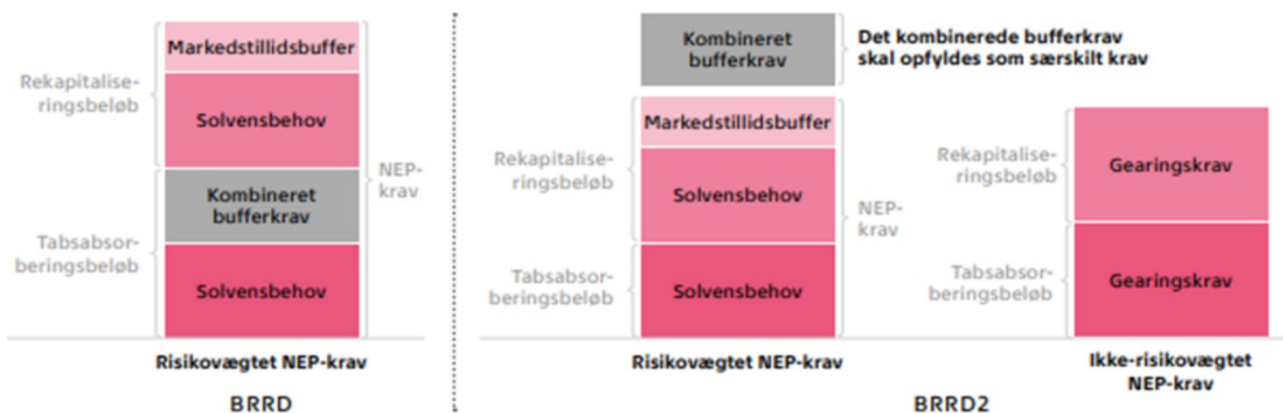 Markedstillidsbuffer
Rekapitalise-
ringsbeløb
Solvensbehov
Kombineret
bufferkrav
NEP-
krav
Tabsabsor-
beringsbeløb
Solvensbehov
Risikovægtet NEP-krav
BRRD
Kombineret
bufferkrav
Det kombinerede bufferkrav
skal opfyldes som særskilt krav
Markedstillidsbuffer
Rekapitalise-
ringsbeløb
Solvensbehov
NEP-
krav
Tabsabsor-
beringsbeløb
Solvensbehov
Risikovægtet NEP-krav
Rekapitalise-
ringsbeløb
Gearingskrav
Tabsabsor-
beringsbeløb
Gearingskrav
Ikke-risikovægtet
NEP-krav
BRRD2